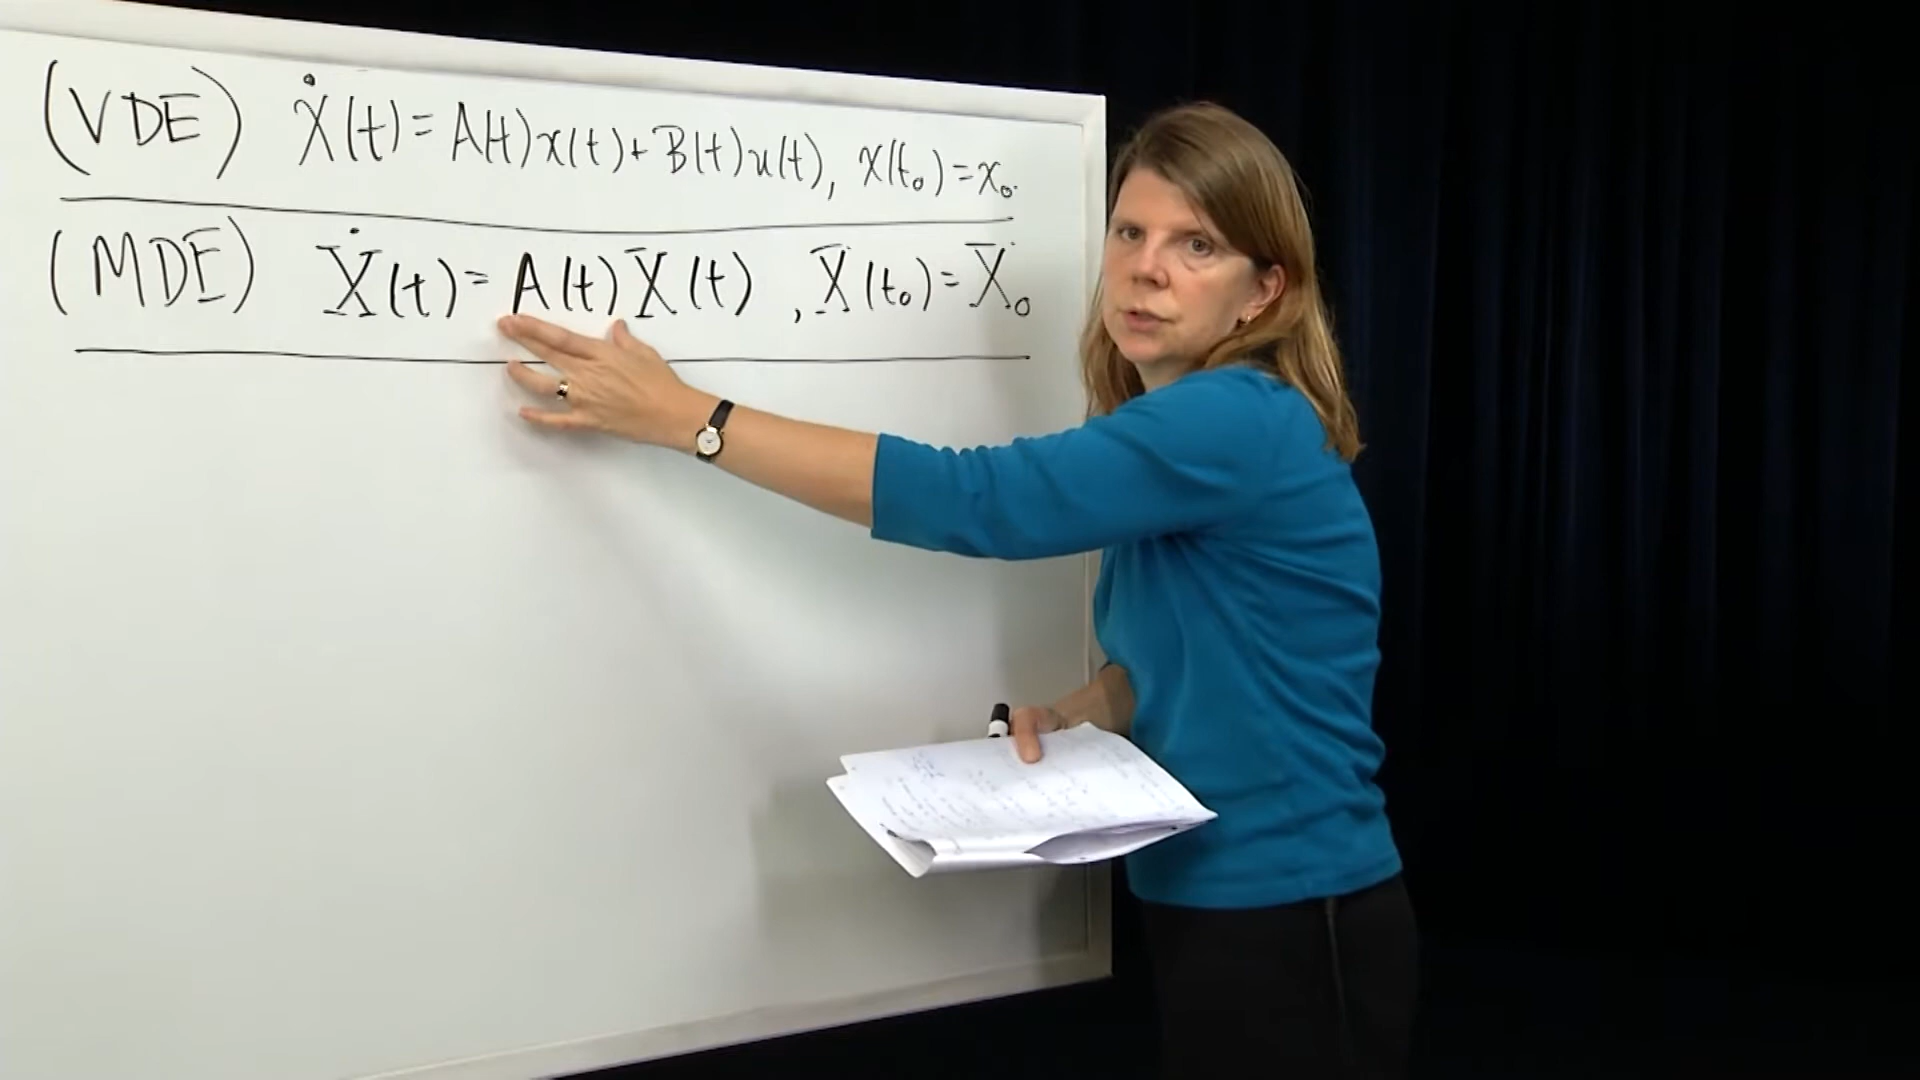 (VDE) ẋ(t) = A(t)x(t) + B(t)u(t), x(t₀) = x₀.
(MDE) Ẋ(t) = A(t)X(t), X(t₀) = X₀